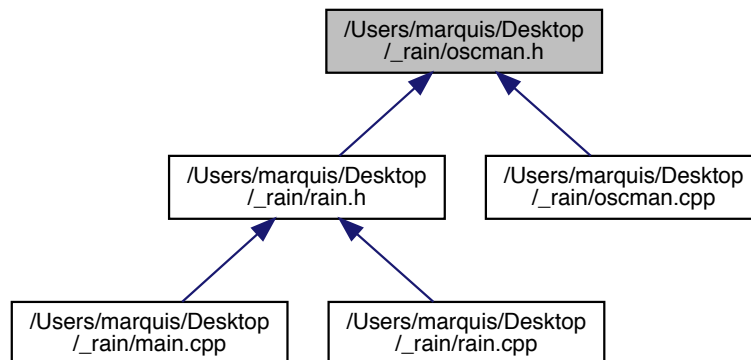 /Users/marquis/Desktop
/_rain/oscman.h
/Users/marquis/Desktop
/_rain/rain.h
/Users/marquis/Desktop
/_rain/oscman.cpp
/Users/marquis/Desktop
/_rain/main.cpp
/Users/marquis/Desktop
/_rain/rain.cpp